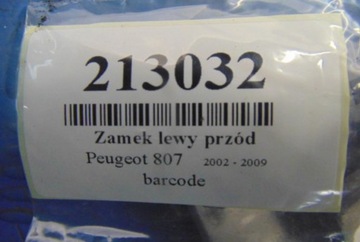 213032
Zamek lewy przód
Peugeot 807 2002 - 2009
barcode